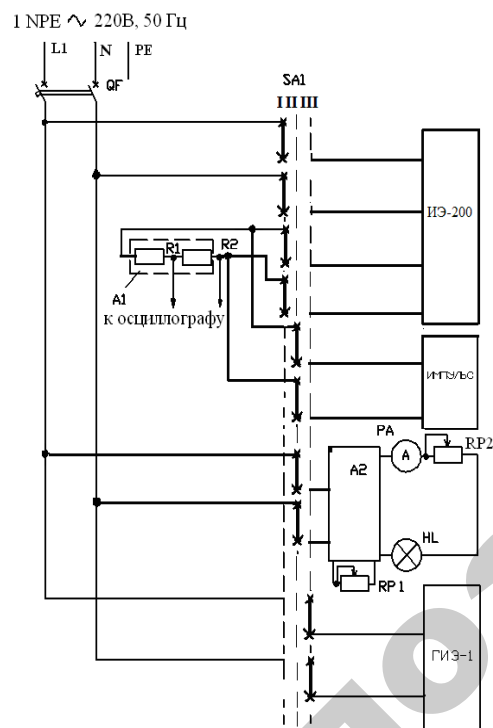 1 NPE ∿ 220В, 50 Гц
L1 N PE
QF
SA1
I II III
ИЭ-200
R1 R2
A1
к осциллографу
ИМПУЛЬС
PA
A
RP2
A2
HL
RP1
ГИЭ-1